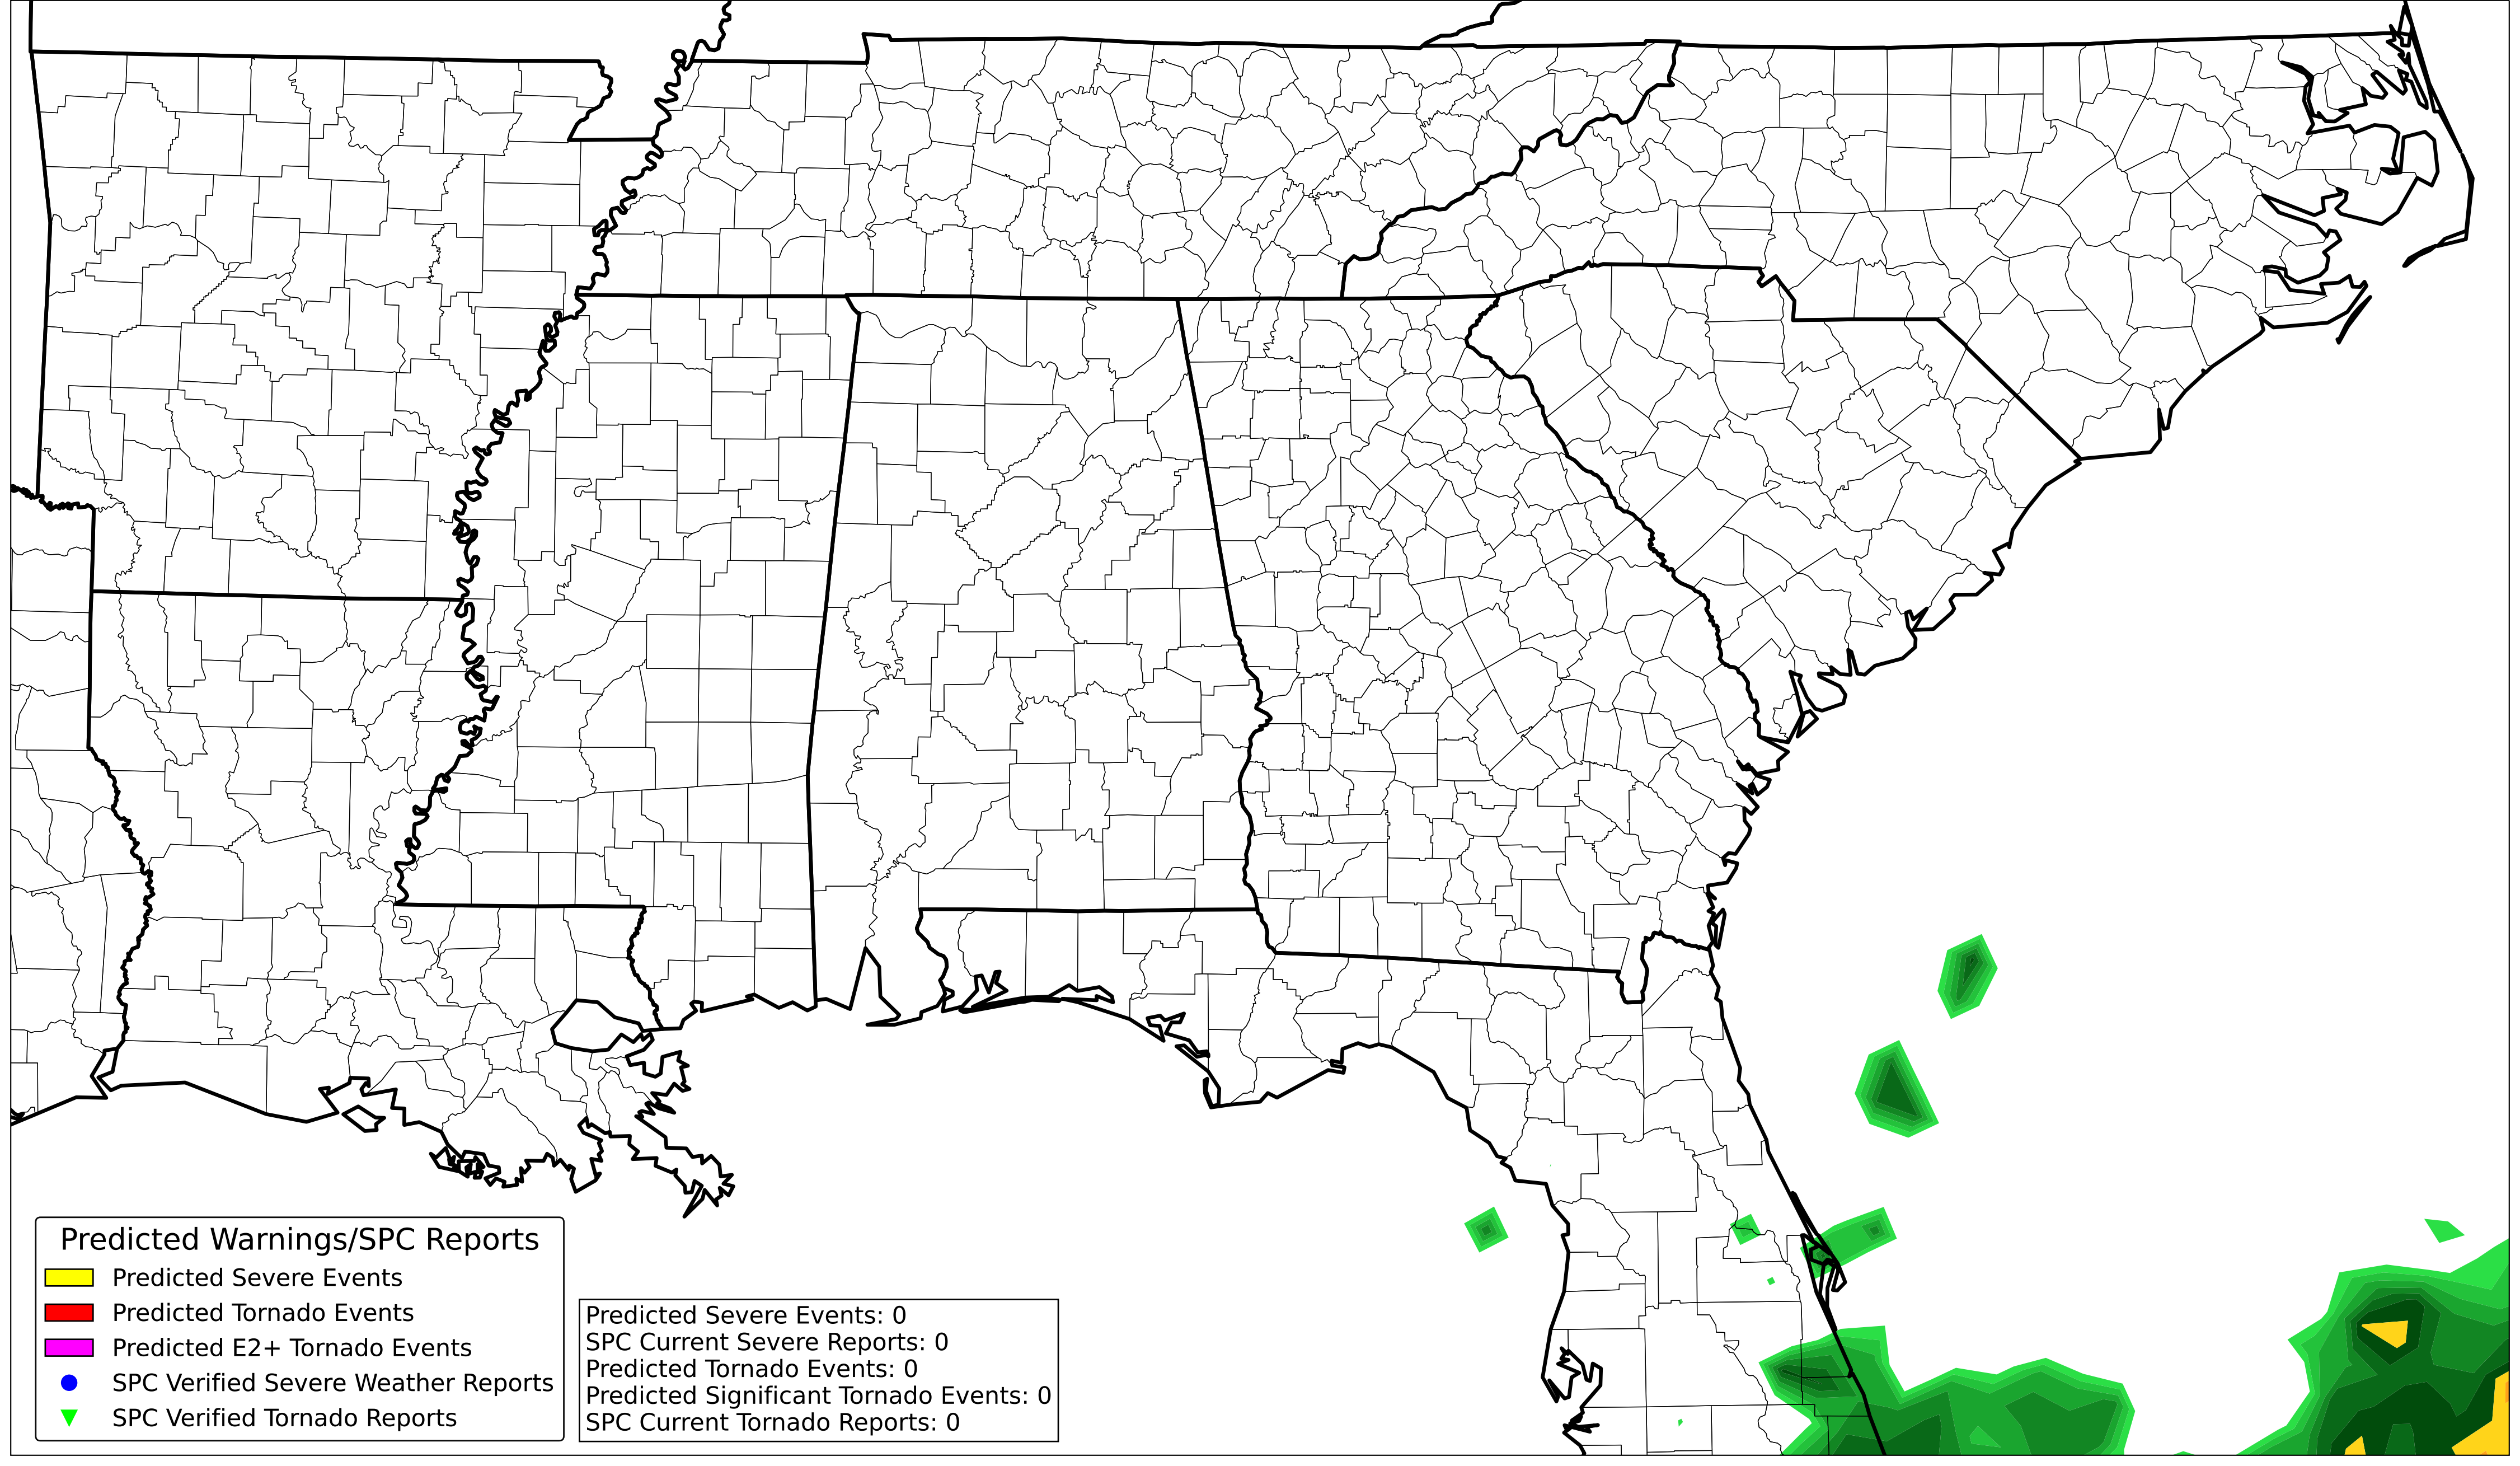 Predicted Warnings/SPC Reports
Predicted Severe Events
Predicted Tornado Events
Predicted E2+ Tornado Events
SPC Verified Severe Weather Reports
SPC Verified Tornado Reports
Predicted Severe Events: 0
SPC Current Severe Reports: 0
Predicted Tornado Events: 0
Predicted Significant Tornado Events: 0
SPC Current Tornado Reports: 0